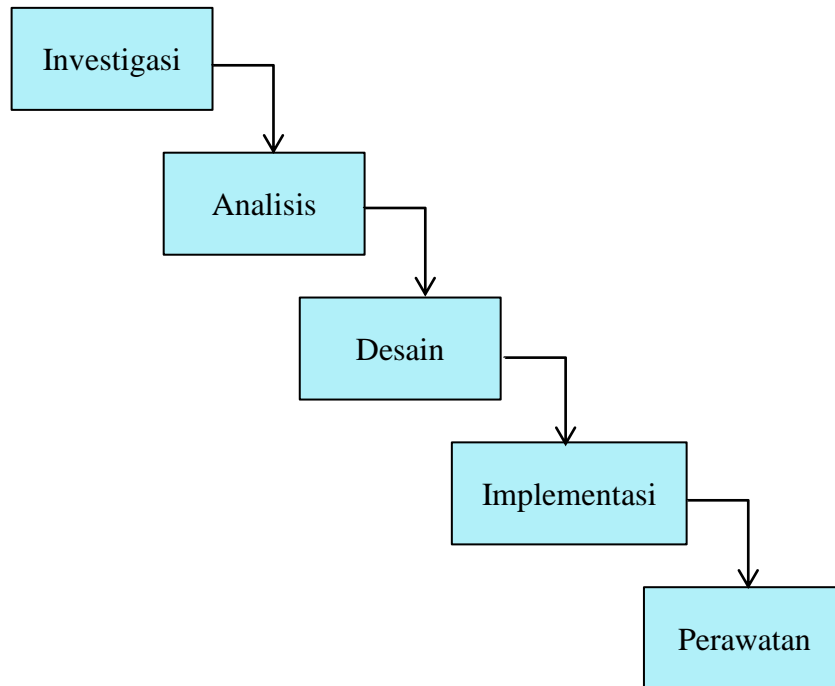 Investigasi
Analisis
Desain
Implementasi
Perawatan